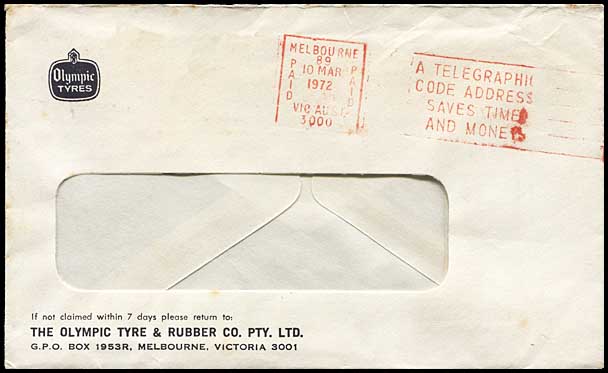 Olympic
TYRES
MELBOURNE
89
PAID 10 MAR PAID
1972
VIC AUST.
3000
A TELEGRAPHIC
CODE ADDRESS
SAVES TIME
AND MONEY
If not claimed within 7 days please return to:
THE OLYMPIC TYRE & RUBBER CO. PTY. LTD.
G.P.O. BOX 1953R, MELBOURNE, VICTORIA 3001